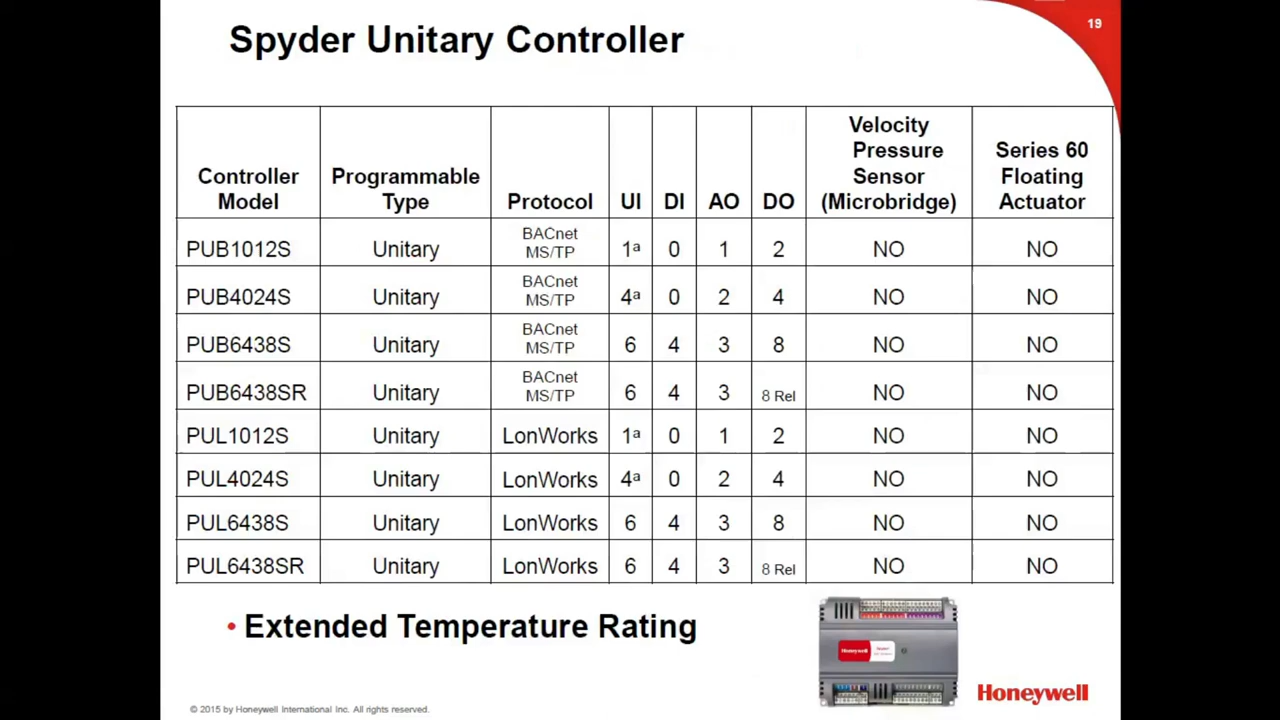 19
Spyder Unitary Controller
Controller Model | Programmable Type | Protocol | UI | DI | AO | DO | Velocity Pressure Sensor (Microbridge) | Series 60 Floating Actuator
PUB1012S | Unitary | BACnet MS/TP | 1ᵃ | 0 | 1 | 2 | NO | NO
PUB4024S | Unitary | BACnet MS/TP | 4ᵃ | 0 | 2 | 4 | NO | NO
PUB6438S | Unitary | BACnet MS/TP | 6 | 4 | 3 | 8 | NO | NO
PUB6438SR | Unitary | BACnet MS/TP | 6 | 4 | 3 | 8 Rel | NO | NO
PUL1012S | Unitary | LonWorks | 1ᵃ | 0 | 1 | 2 | NO | NO
PUL4024S | Unitary | LonWorks | 4ᵃ | 0 | 2 | 4 | NO | NO
PUL6438S | Unitary | LonWorks | 6 | 4 | 3 | 8 | NO | NO
PUL6438SR | Unitary | LonWorks | 6 | 4 | 3 | 8 Rel | NO | NO
• Extended Temperature Rating
Honeywell
Honeywell
© 2015 by Honeywell International Inc. All rights reserved.